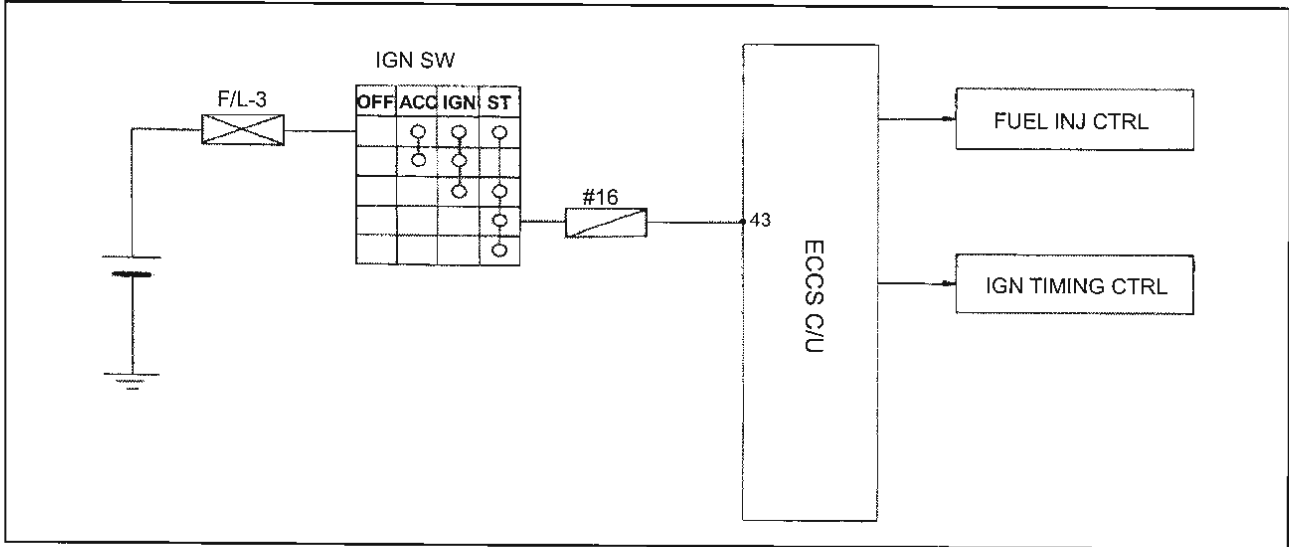 IGN SW
F/L-3
OFF ACC IGN ST
FUEL INJ CTRL
#16
43
ECCS C/U
IGN TIMING CTRL